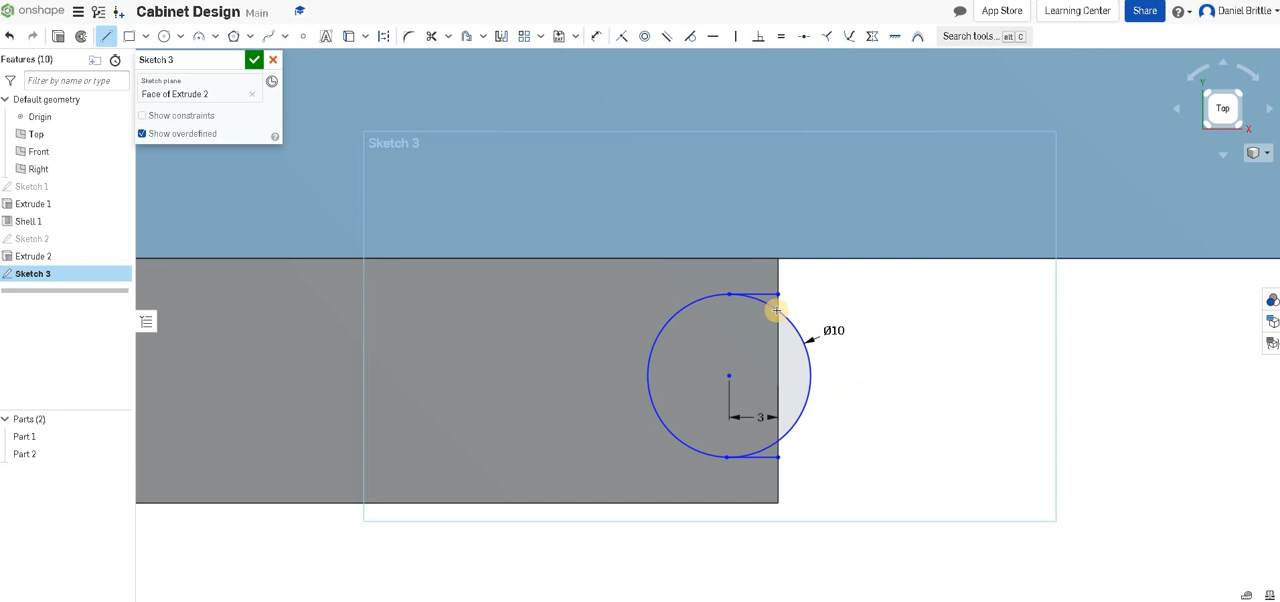 onshape
Cabinet Design Main
App Store
Learning Center
Share
Daniel Brittle
Search tools... alt C
Features (10)
Filter by name or type
Default geometry
Origin
Top
Front
Right
Sketch 1
Extrude 1
Shell 1
Sketch 2
Extrude 2
Sketch 3
Parts (2)
Part 1
Part 2
Sketch 3
Sketch plane
Face of Extrude 2
Show constraints
Show overdefined
Sketch 3
Ø10
3
Y
Top
X